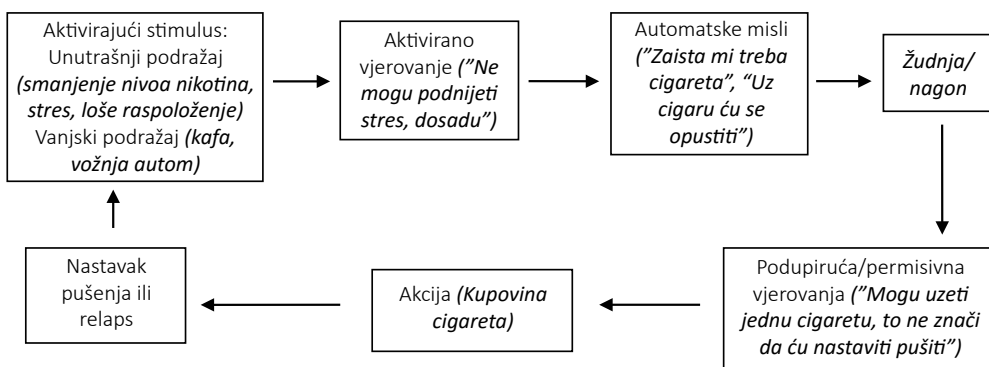 Aktivirajući stimulus:
Unutrašnji podražaj
(smanjenje nivoa nikotina,
stres, loše raspoloženje)
Vanjski podražaj (kafa,
vožnja autom)
Aktivirano
vjerovanje (”Ne
mogu podnijeti
stres, dosadu”)
Automatske misli
(”Zaista mi treba
cigareta”, “Uz
cigaru ću se
opustiti”)
Žudnja/
nagon
Podupiruća/permisivna
vjerovanja (”Mogu uzeti
jednu cigaretu, to ne znači
da ću nastaviti pušiti”)
Akcija (Kupovina
cigareta)
Nastavak
pušenja ili
relaps